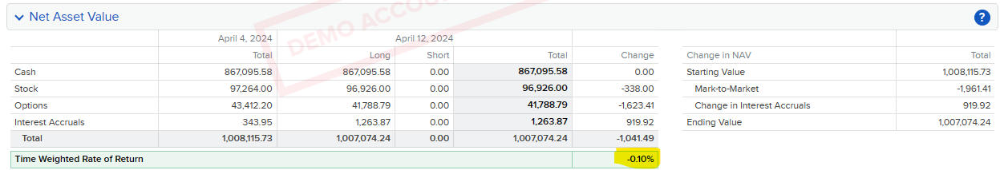 Net Asset Value ?
DEMO ACCOU
April 4, 2024 April 12, 2024
Total Long Short Total Change Change in NAV Total
Cash 867,095.58 867,095.58 0.00 867,095.58 0.00 Starting Value 1,008,115.73
Stock 97,264.00 96,926.00 0.00 96,926.00 -338.00 Mark-to-Market -1,961.41
Options 43,412.20 41,788.79 0.00 41,788.79 -1,623.41 Change in Interest Accruals 919.92
Interest Accruals 343.95 1,263.87 0.00 1,263.87 919.92 Ending Value 1,007,074.24
Total 1,008,115.73 1,007,074.24 0.00 1,007,074.24 -1,041.49
Time Weighted Rate of Return -0.10%